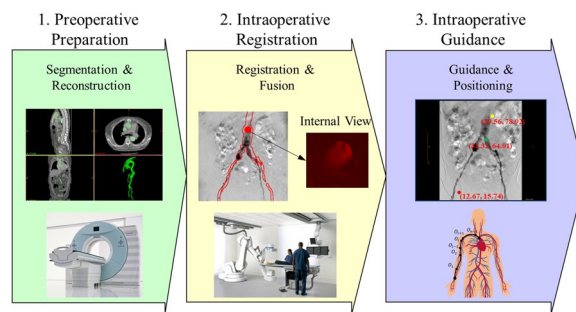 1. Preoperative
Preparation
Segmentation &
Reconstruction
2. Intraoperative
Registration
Registration &
Fusion
Internal View
3. Intraoperative
Guidance
Guidance &
Positioning
(12.67, 15.74)